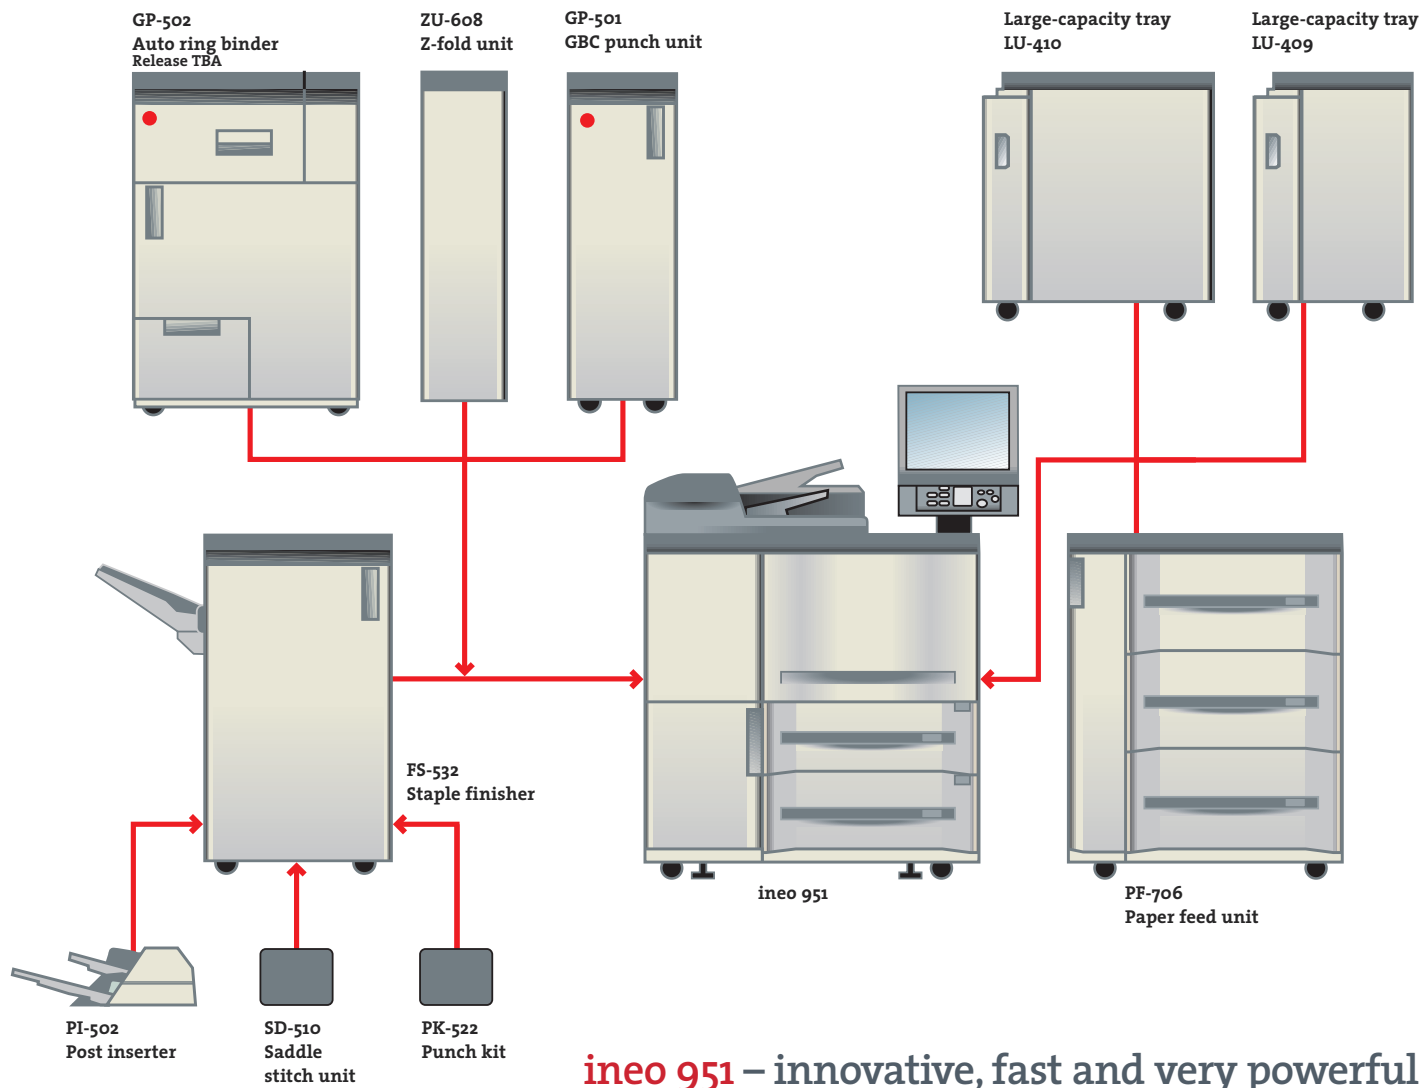 GP-502
Auto ring binder
Release TBA
ZU-608
Z-fold unit
GP-501
GBC punch unit
Large-capacity tray
LU-410
Large-capacity tray
LU-409
FS-532
Staple finisher
ineo 951
PF-706
Paper feed unit
PI-502
Post inserter
SD-510
Saddle
stitch unit
PK-522
Punch kit
ineo 951 – innovative, fast and very powerful